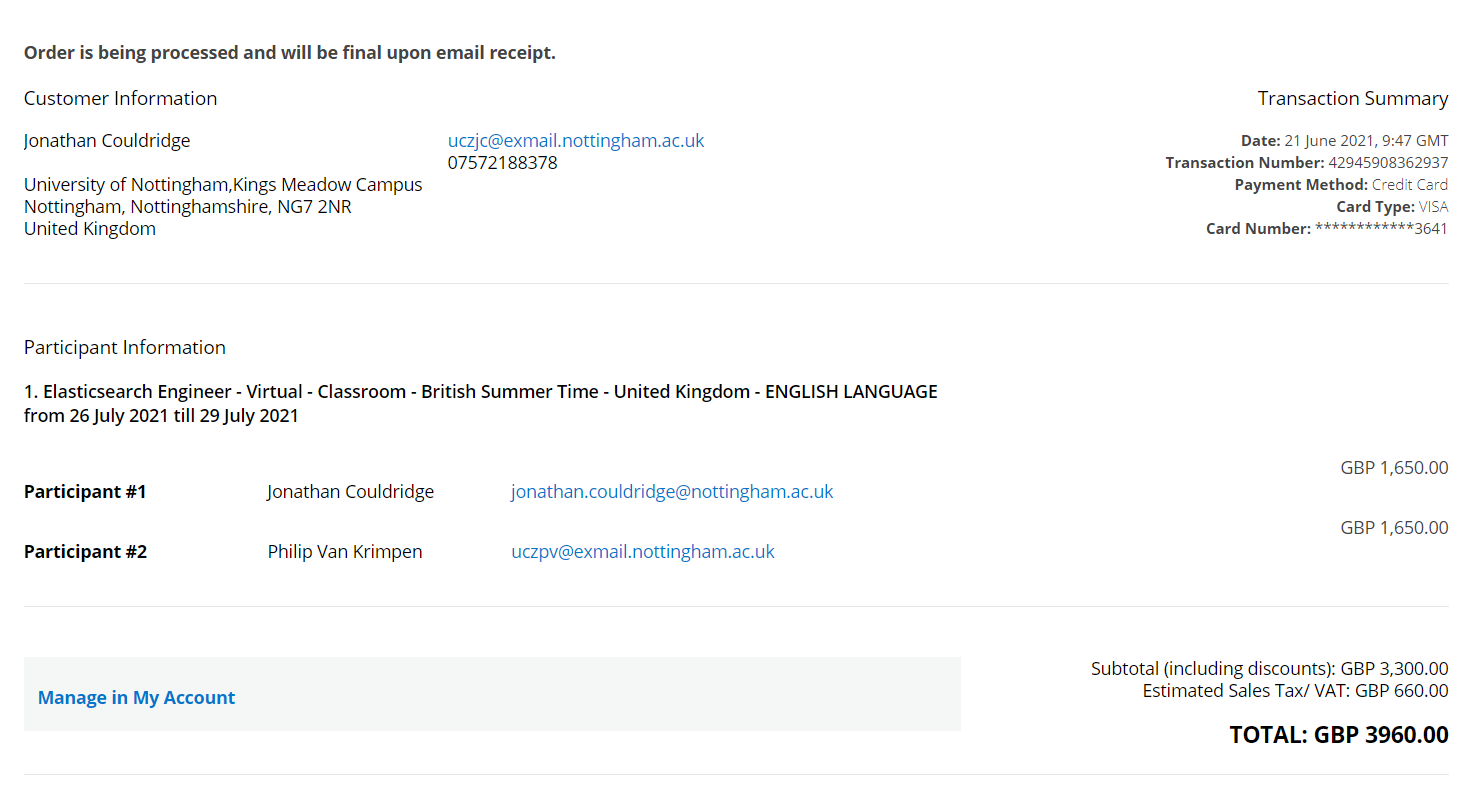 Order is being processed and will be final upon email receipt.
Customer Information
Transaction Summary
Jonathan Couldridge
uczjc@exmail.nottingham.ac.uk
07572188378
University of Nottingham,Kings Meadow Campus
Nottingham, Nottinghamshire, NG7 2NR
United Kingdom
Date: 21 June 2021, 9:47 GMT
Transaction Number: 42945908362937
Payment Method: Credit Card
Card Type: VISA
Card Number: ************3641
Participant Information
1. Elasticsearch Engineer - Virtual - Classroom - British Summer Time - United Kingdom - ENGLISH LANGUAGE
from 26 July 2021 till 29 July 2021
GBP 1,650.00
Participant #1 Jonathan Couldridge jonathan.couldridge@nottingham.ac.uk
GBP 1,650.00
Participant #2 Philip Van Krimpen uczpv@exmail.nottingham.ac.uk
Manage in My Account
Subtotal (including discounts): GBP 3,300.00
Estimated Sales Tax/ VAT: GBP 660.00
TOTAL: GBP 3960.00